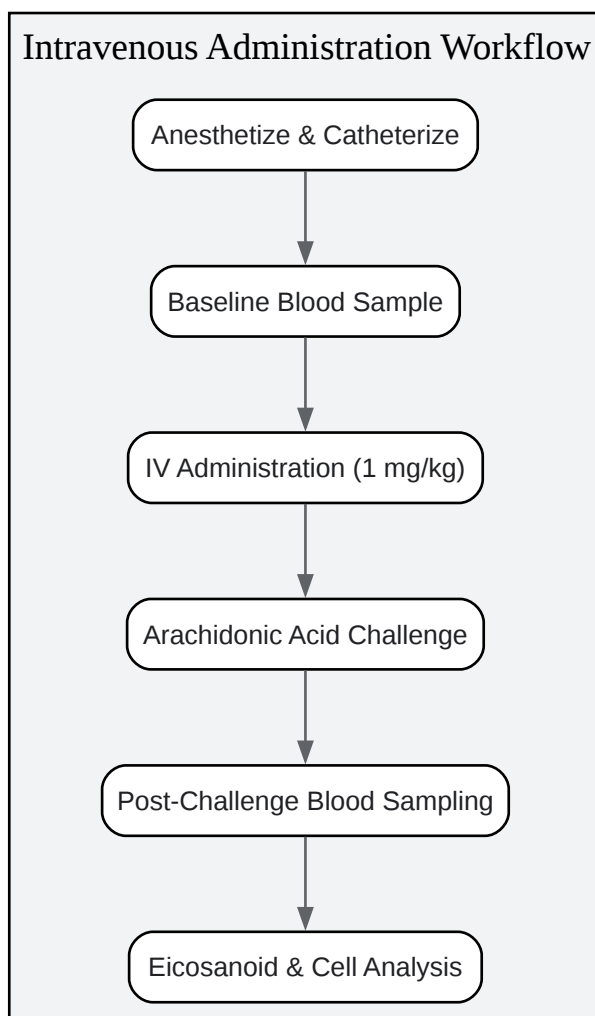 Intravenous Administration Workflow
Anesthetize & Catheterize
Baseline Blood Sample
IV Administration (1 mg/kg)
Arachidonic Acid Challenge
Post-Challenge Blood Sampling
Eicosanoid & Cell Analysis